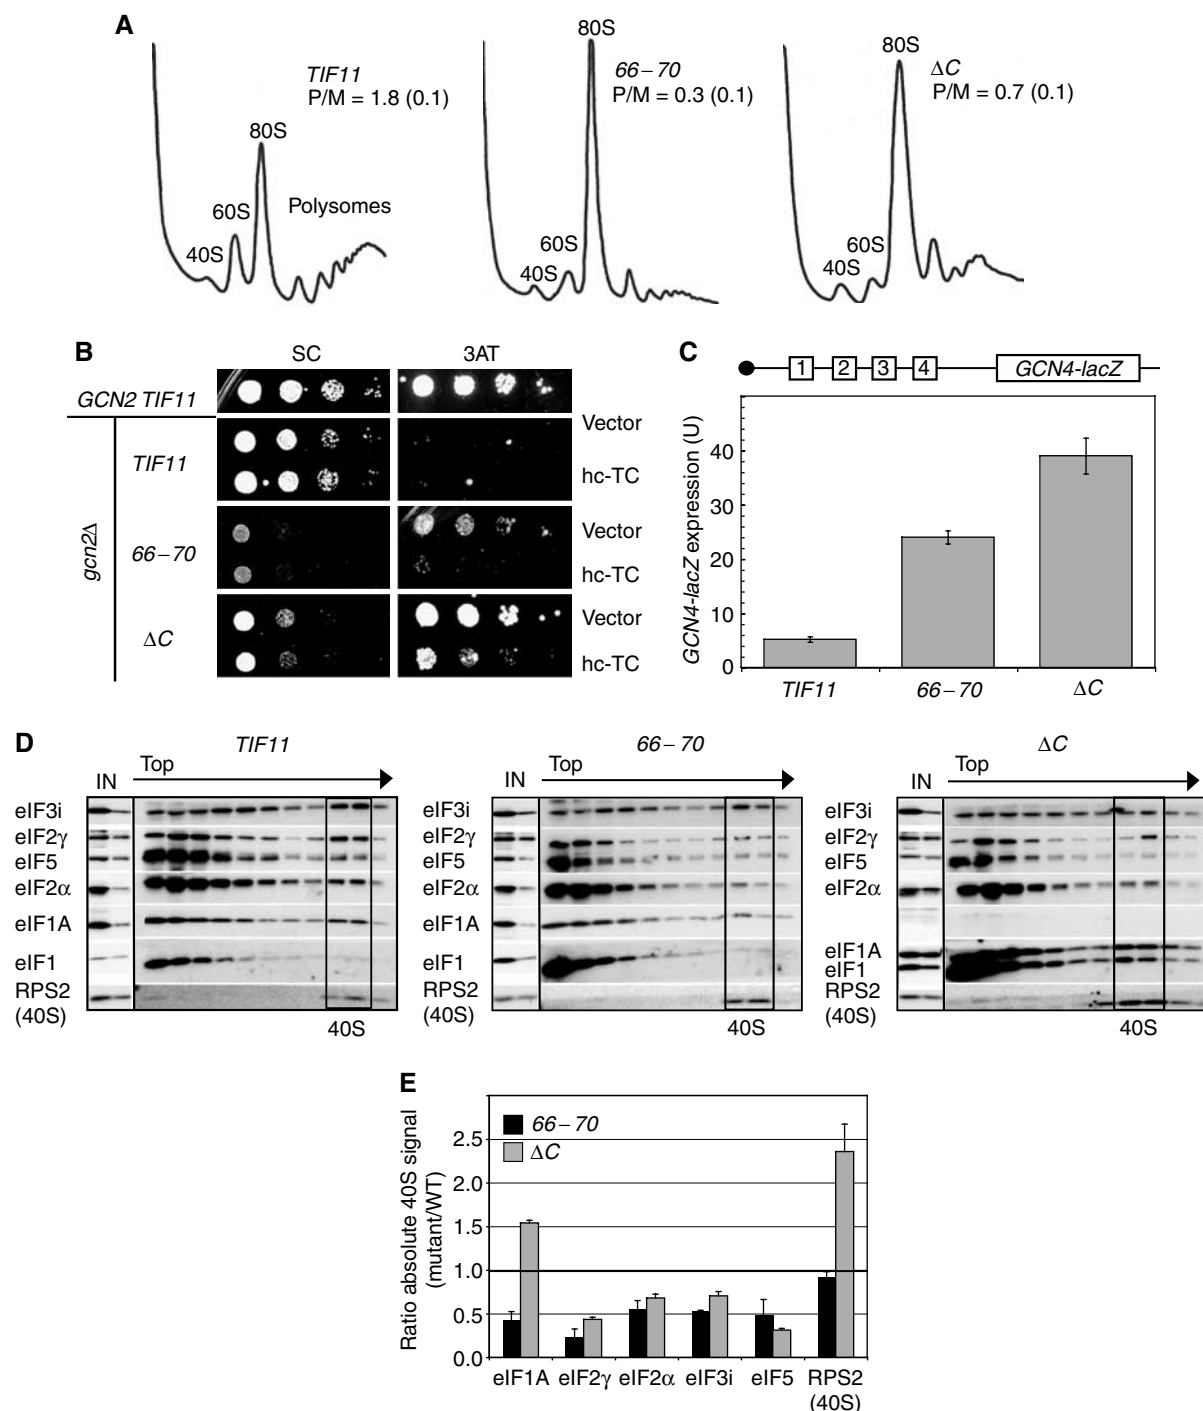 A
TIF11
P/M = 1.8 (0.1)
40S
60S
80S
Polysomes
66–70
P/M = 0.3 (0.1)
40S
60S
80S
ΔC
P/M = 0.7 (0.1)
40S
60S
80S
B
SC
3AT
GCN2 TIF11
gcn2Δ
TIF11
Vector
hc-TC
66–70
Vector
hc-TC
ΔC
Vector
hc-TC
C
1 2 3 4 GCN4-lacZ
GCN4-lacZ expression (U)
40
30
20
10
0
TIF11 66–70 ΔC
D
TIF11
IN Top
eIF3i
eIF2γ
eIF5
eIF2α
eIF1A
eIF1
RPS2
(40S)
40S
66–70
IN Top
40S
ΔC
IN Top
eIF3i
eIF2γ
eIF5
eIF2α
eIF1A
eIF1
RPS2
(40S)
40S
eIF3i
eIF2γ
eIF5
eIF2α
eIF1A
eIF1
RPS2
(40S)
E
Ratio absolute 40S signal
(mutant/WT)
66–70
ΔC
2.5
2.0
1.5
1.0
0.5
0.0
eIF1A eIF2γ eIF2α eIF3i eIF5 RPS2
(40S)